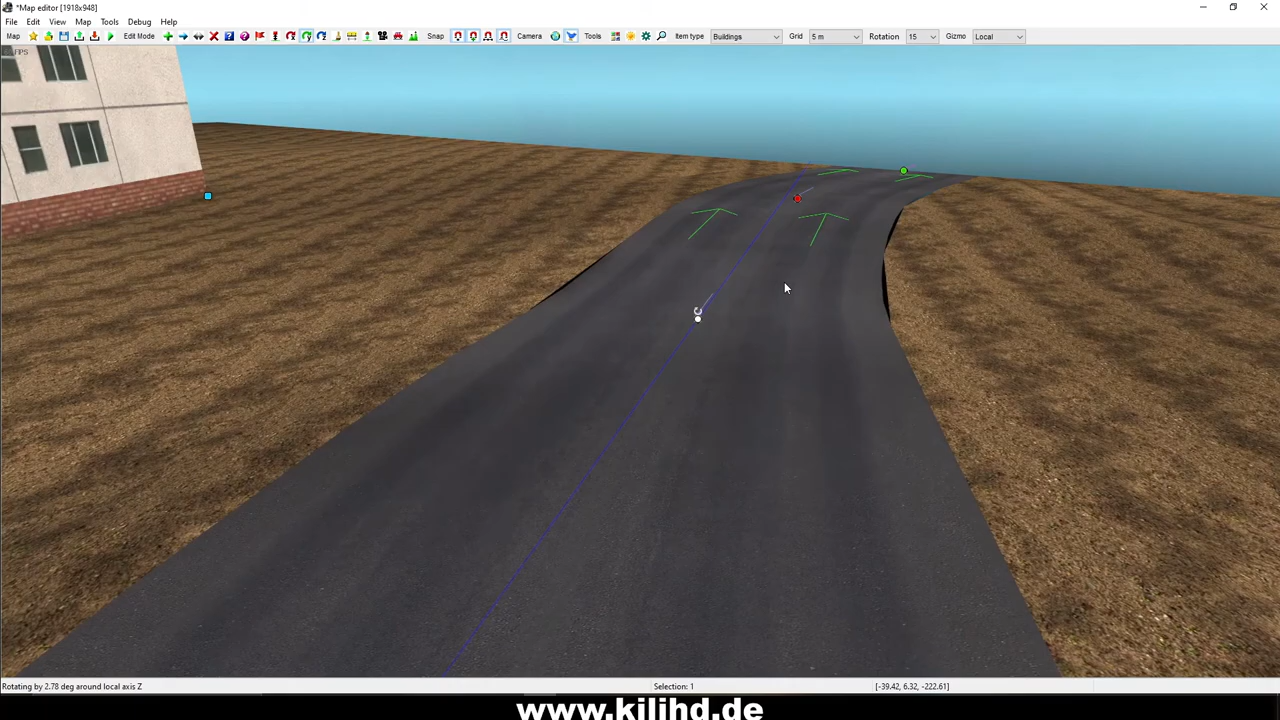 *Map editor [1918x948]
File Edit View Map Tools Debug Help
Map Edit Mode Snap Camera Tools Item type Buildings Grid 5 m Rotation 15 Gizmo Local
FPS
Rotating by 2.78 deg around local axis Z Selection: 1 [-39.42, 6.32, -222.61]
www.kilihd.de